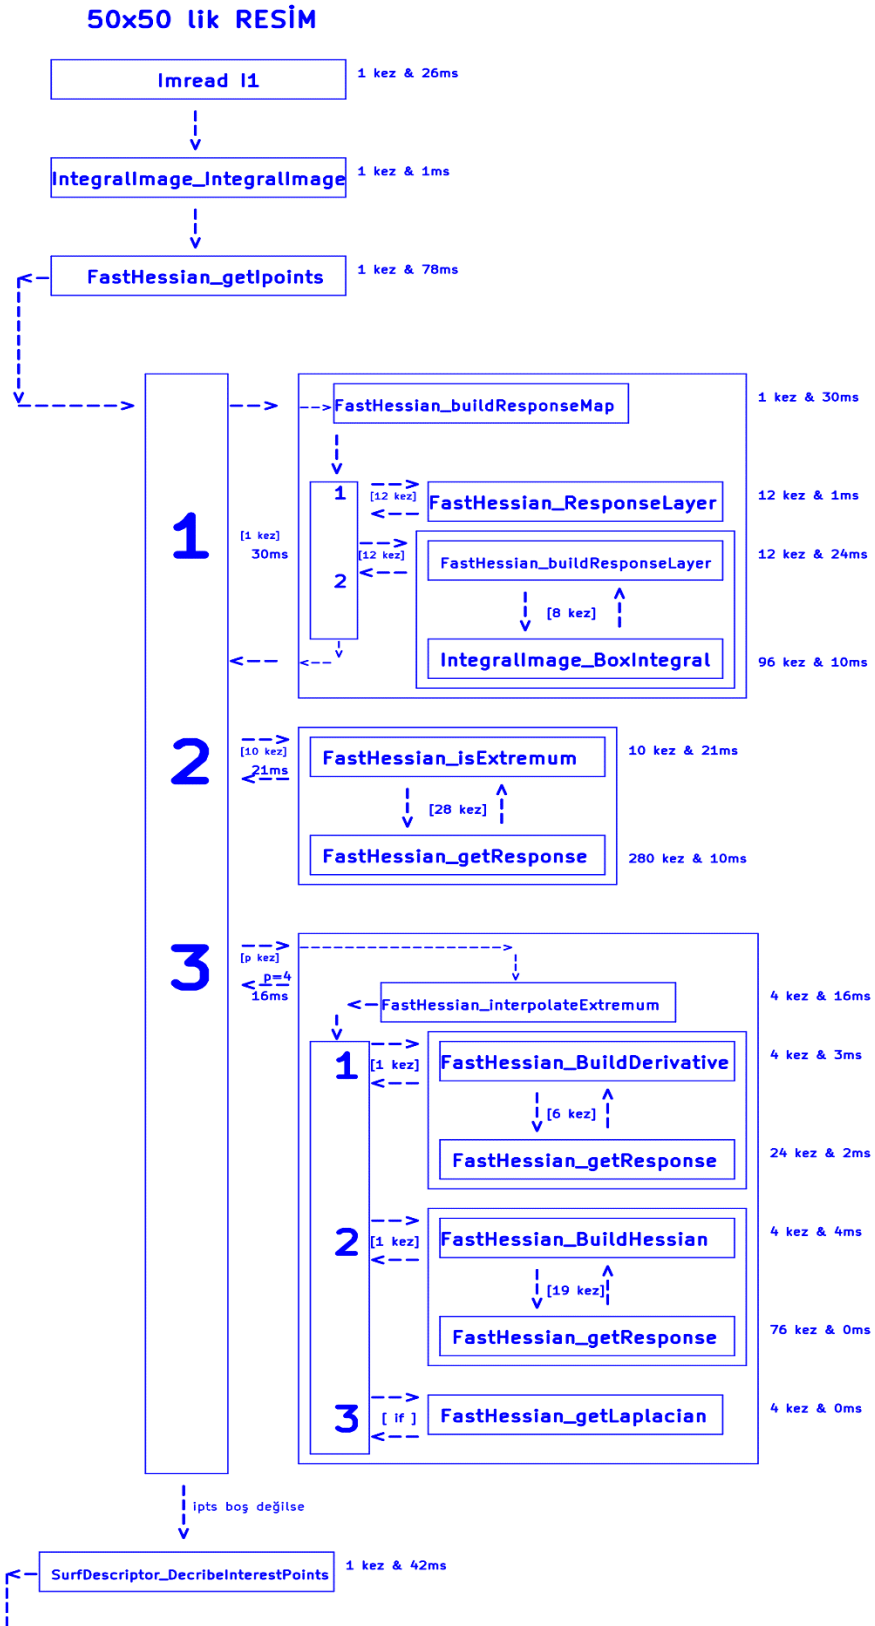 50x50 lik RESİM
Imread I1
1 kez & 26ms
IntegralImage_IntegralImage
1 kez & 1ms
FastHessian_getIpoints
1 kez & 78ms
FastHessian_buildResponseMap
1 kez & 30ms
1
[1 kez]
30ms
1
[12 kez]
FastHessian_ResponseLayer
12 kez & 1ms
2
[12 kez]
FastHessian_buildResponseLayer
12 kez & 24ms
[8 kez]
IntegralImage_BoxIntegral
96 kez & 10ms
2
[10 kez]
21ms
FastHessian_isExtremum
10 kez & 21ms
[28 kez]
FastHessian_getResponse
280 kez & 10ms
3
[p kez]
p=4
16ms
FastHessian_interpolateExtremum
4 kez & 16ms
1
[1 kez]
FastHessian_BuildDerivative
4 kez & 3ms
[6 kez]
FastHessian_getResponse
24 kez & 2ms
2
[1 kez]
FastHessian_BuildHessian
4 kez & 4ms
[19 kez]
FastHessian_getResponse
76 kez & 0ms
3
[ if ]
FastHessian_getLaplacian
4 kez & 0ms
ipts boş değilse
SurfDescriptor_DecribeInterestPoints
1 kez & 42ms